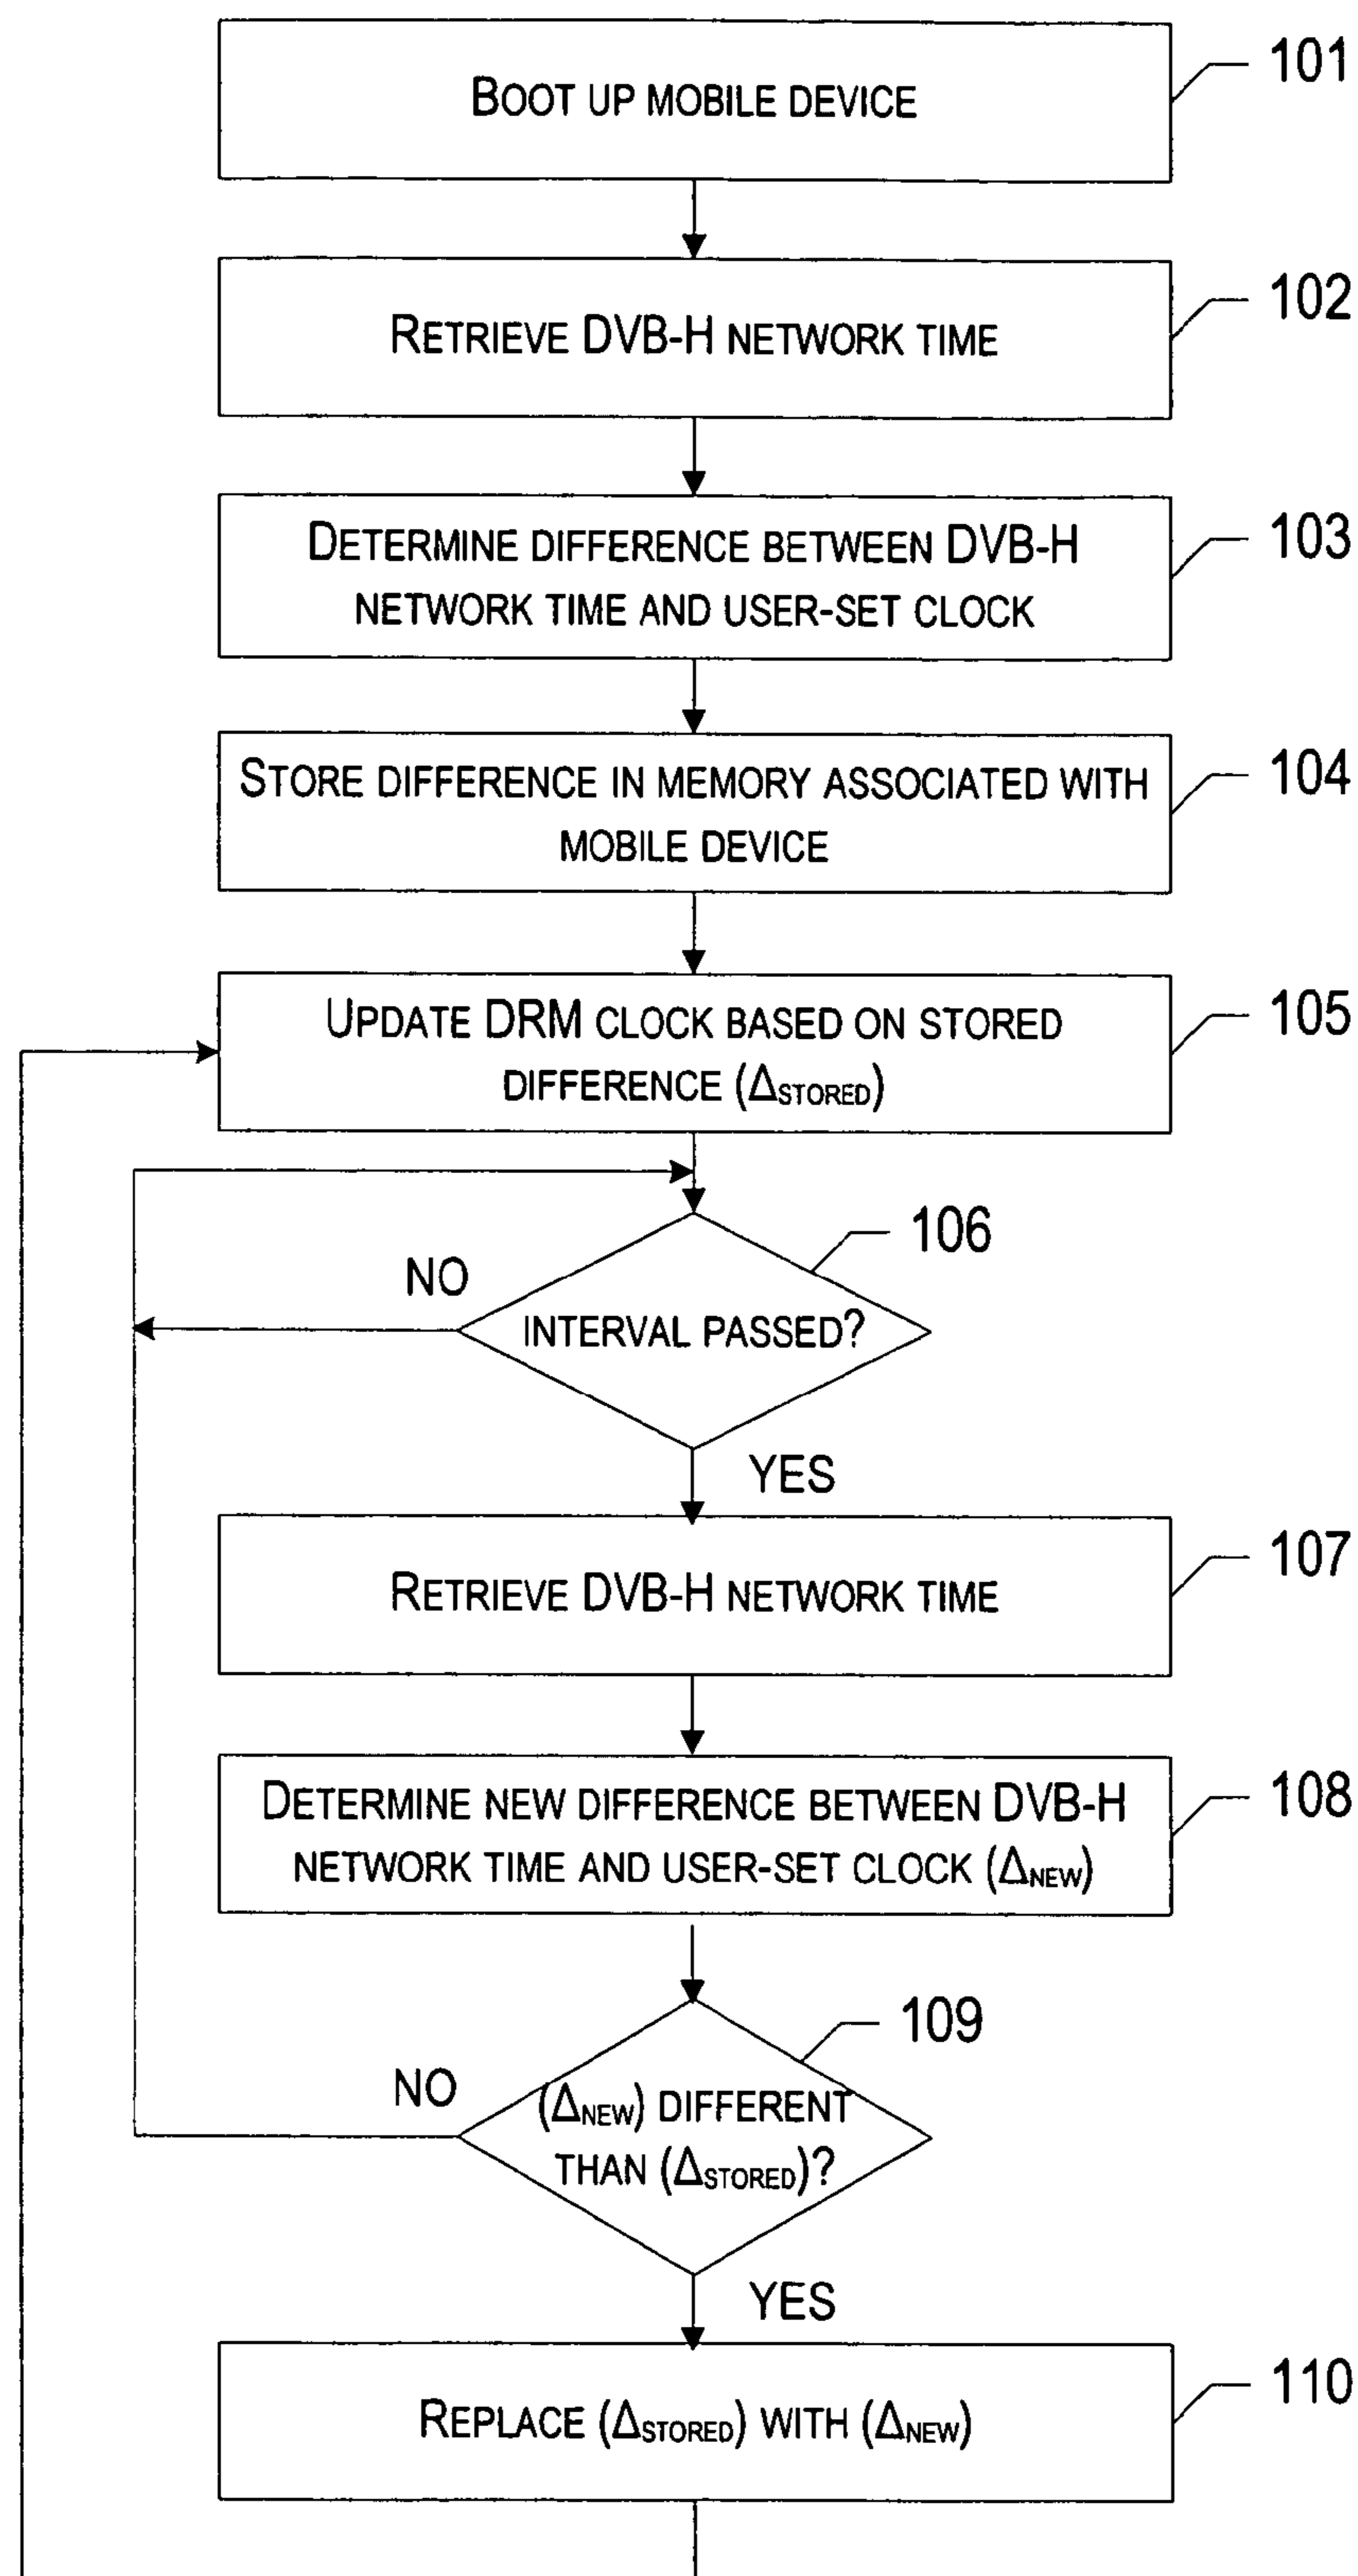 BOOT UP MOBILE DEVICE
101
RETRIEVE DVB-H NETWORK TIME
102
DETERMINE DIFFERENCE BETWEEN DVB-H
NETWORK TIME AND USER-SET CLOCK
103
STORE DIFFERENCE IN MEMORY ASSOCIATED WITH
MOBILE DEVICE
104
UPDATE DRM CLOCK BASED ON STORED
DIFFERENCE (ΔSTORED)
105
106
NO
INTERVAL PASSED?
YES
RETRIEVE DVB-H NETWORK TIME
107
DETERMINE NEW DIFFERENCE BETWEEN DVB-H
NETWORK TIME AND USER-SET CLOCK (ΔNEW)
108
109
NO
(ΔNEW) DIFFERENT
THAN (ΔSTORED)?
YES
REPLACE (ΔSTORED) WITH (ΔNEW)
110